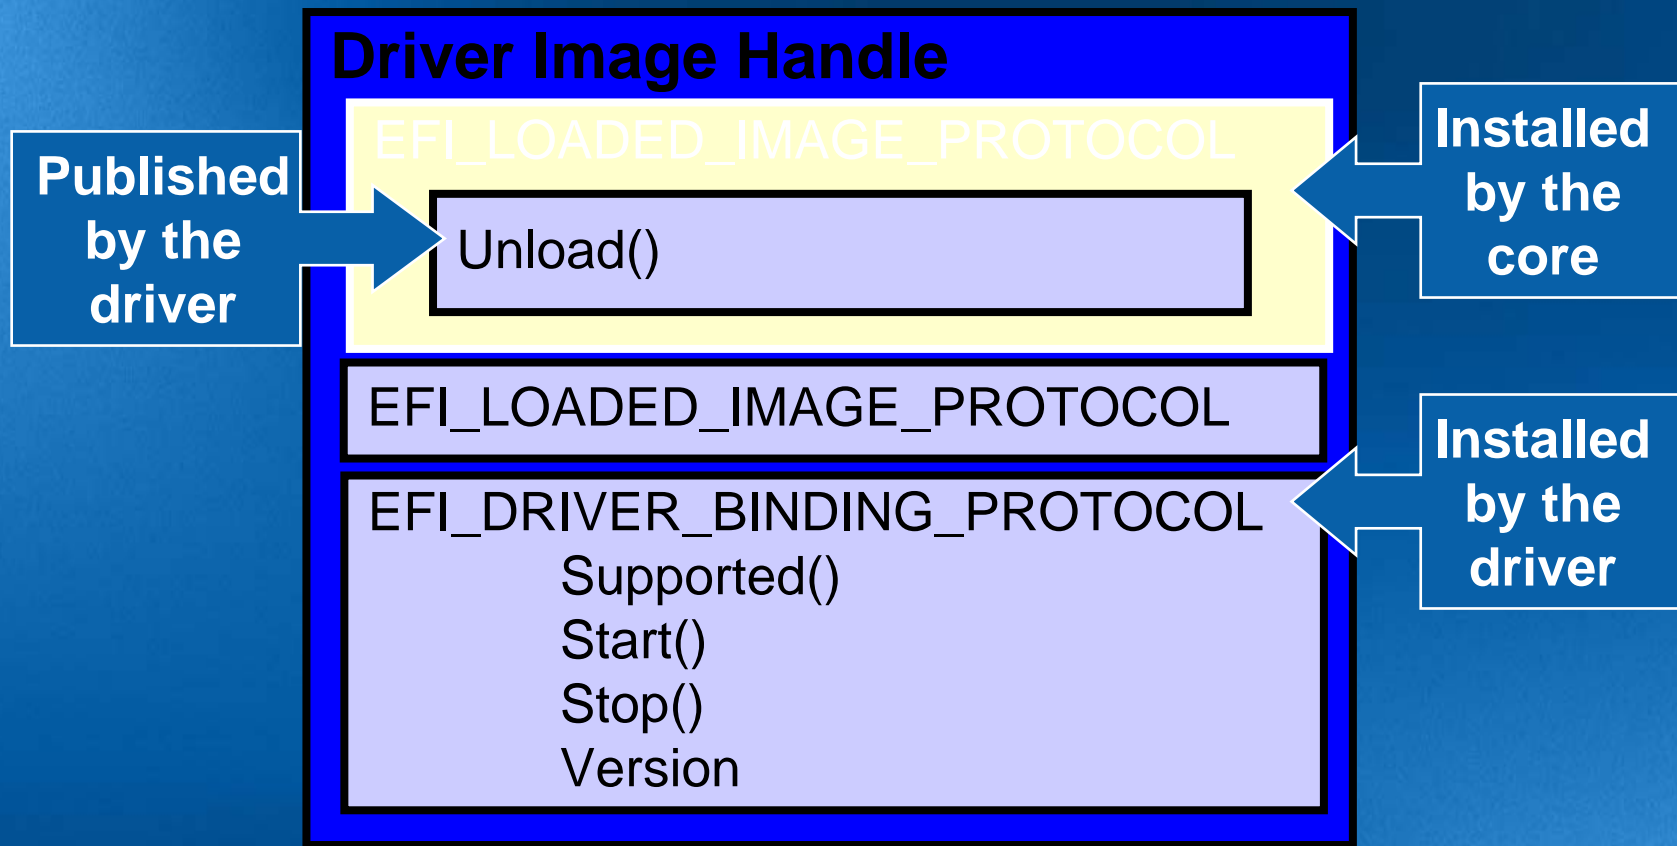 Driver Image Handle
EFI_LOADED_IMAGE_PROTOCOL
Published
by the
driver
Unload()
Installed
by the
core
EFI_LOADED_IMAGE_PROTOCOL
EFI_DRIVER_BINDING_PROTOCOL
Supported()
Start()
Stop()
Version
Installed
by the
driver